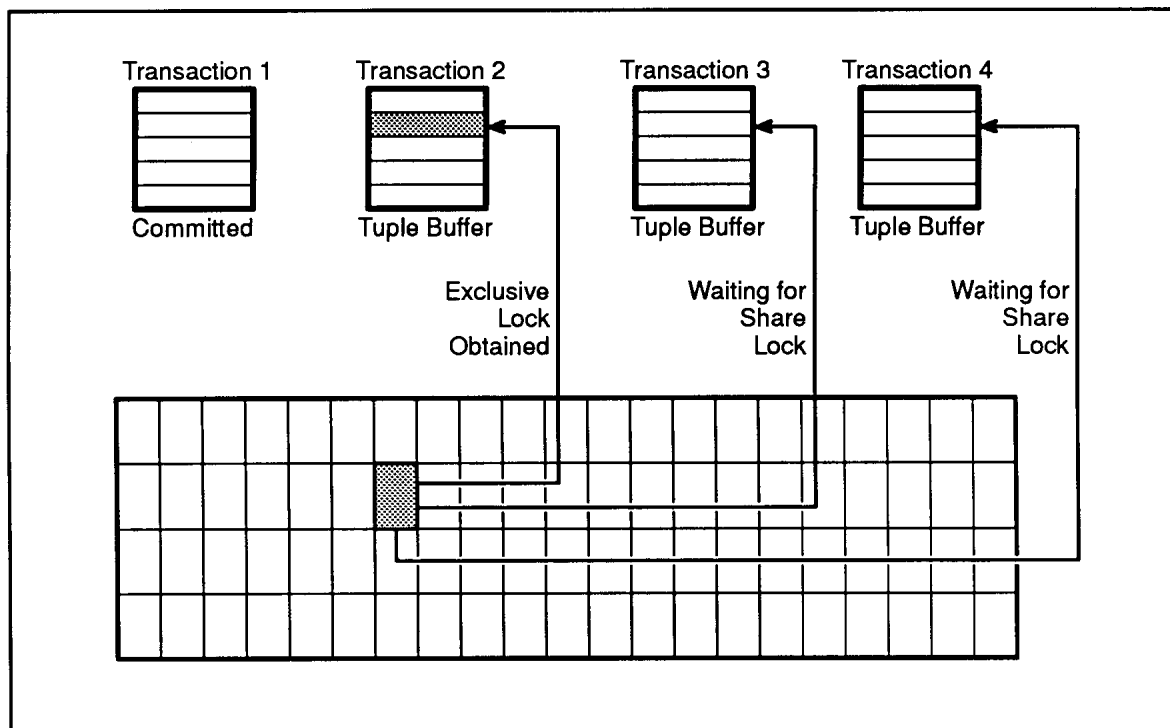 Transaction 1
Transaction 2
Transaction 3
Transaction 4
Committed
Tuple Buffer
Tuple Buffer
Tuple Buffer
Exclusive
Lock
Obtained
Waiting for
Share
Lock
Waiting for
Share
Lock